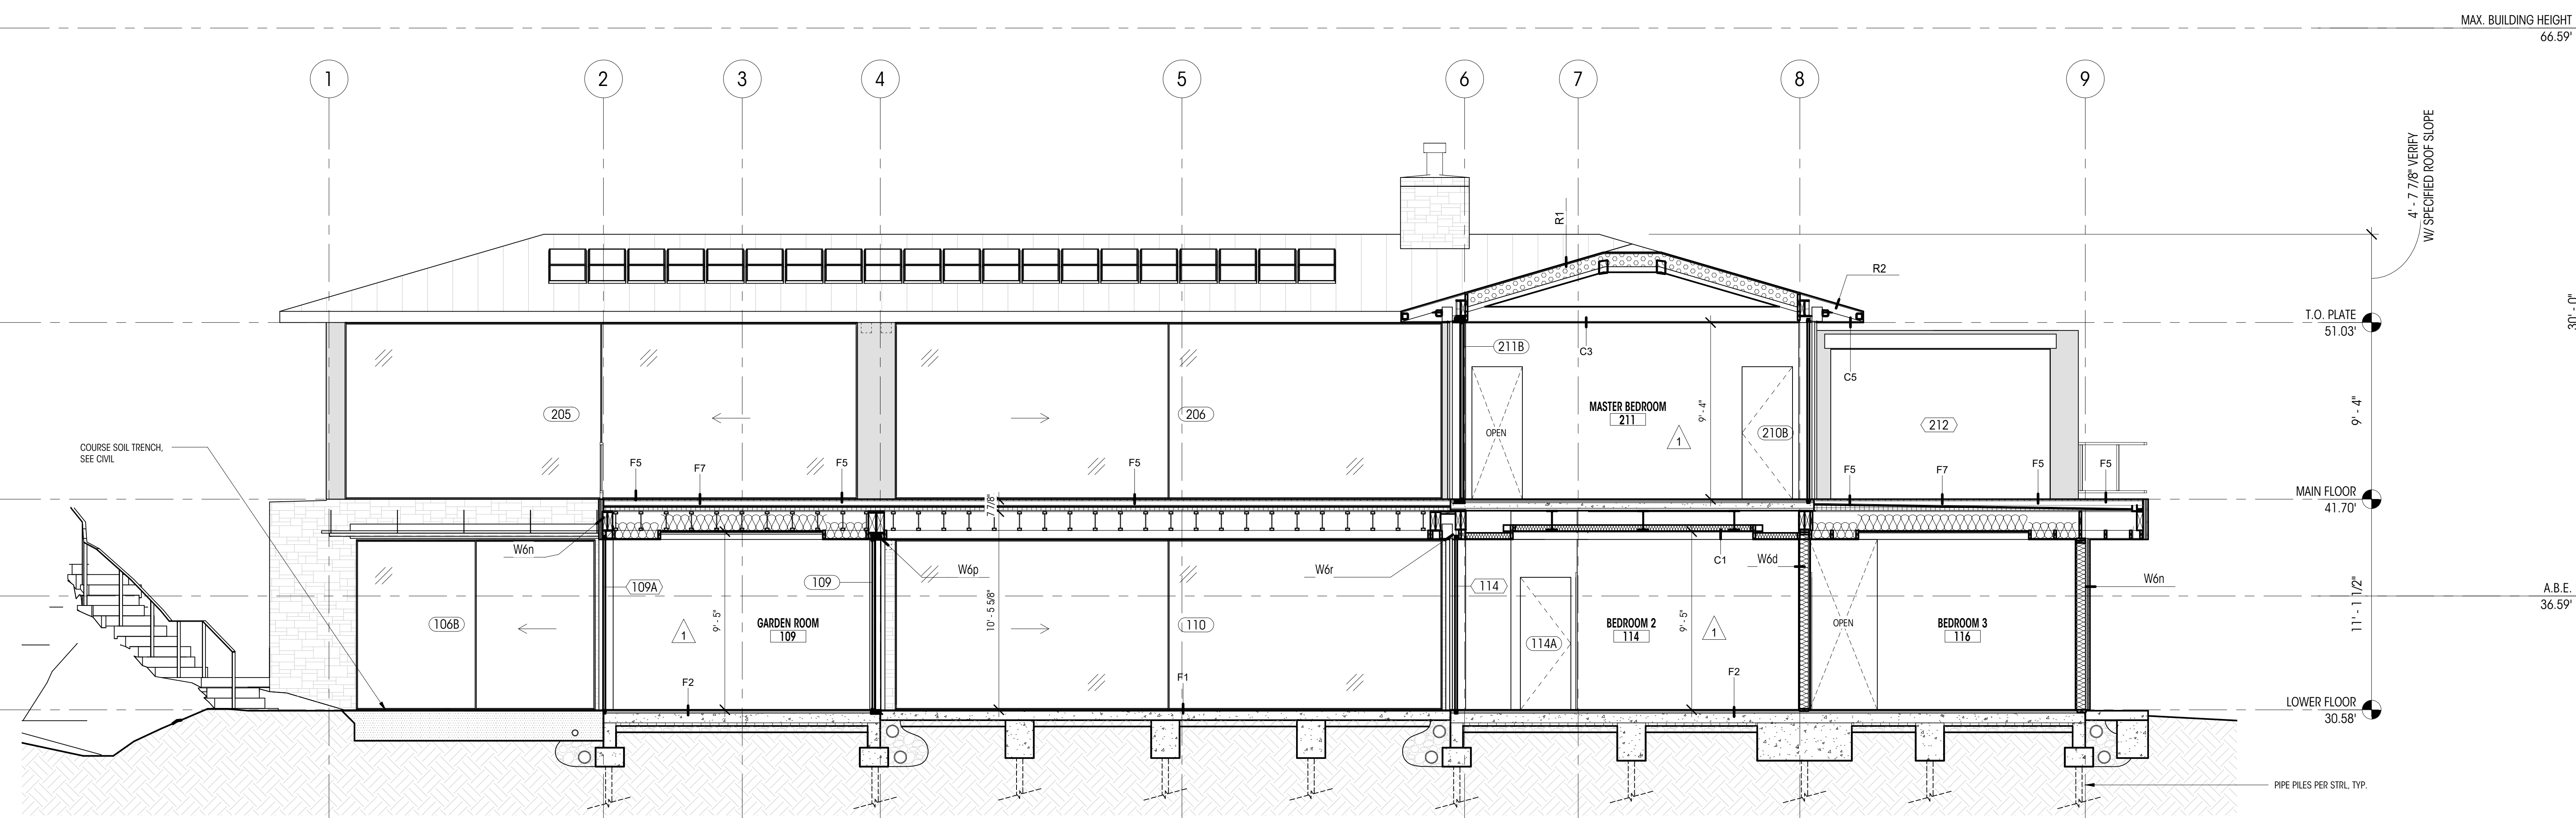 MAX. BUILDING HEIGHT
66.59'
1
2
3
4
5
6
7
8
9
4' - 7 7/8" VERIFY
W/ SPECIFIED ROOF SLOPE
R1
R2
30' - 0"
T.O. PLATE
51.03'
211B
C3
C5
205
206
MASTER BEDROOM
211
9' - 4"
9' - 4"
OPEN
210B
1
212
COURSE SOIL TRENCH,
SEE CIVIL
F5
F7
F5
F5
F5
F7
F5
F5
MAIN FLOOR
41.70'
7 7/8"
W6n
W6p
W6r
C1
W6d
W6n
109A
109
114
A.B.E.
36.59'
10' - 5 5/8"
11' - 1 1/2"
106B
1
9' - 5"
GARDEN ROOM
109
110
114A
BEDROOM 2
114
9' - 5"
1
OPEN
BEDROOM 3
116
F2
F1
F2
LOWER FLOOR
30.58'
PIPE PILES PER STRL, TYP.